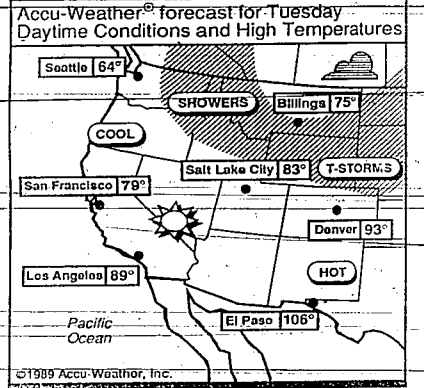 Accu-Weather® forecast for Tuesday
Daytime Conditions and High Temperatures
Seattle 64°
SHOWERS
Billings 75°
COOL
Salt Lake City 83°
T-STORMS
San Francisco 79°
Denver 93°
Los Angeles 89°
HOT
El Paso 106°
Pacific
Ocean
©1989 Accu-Weather, Inc.